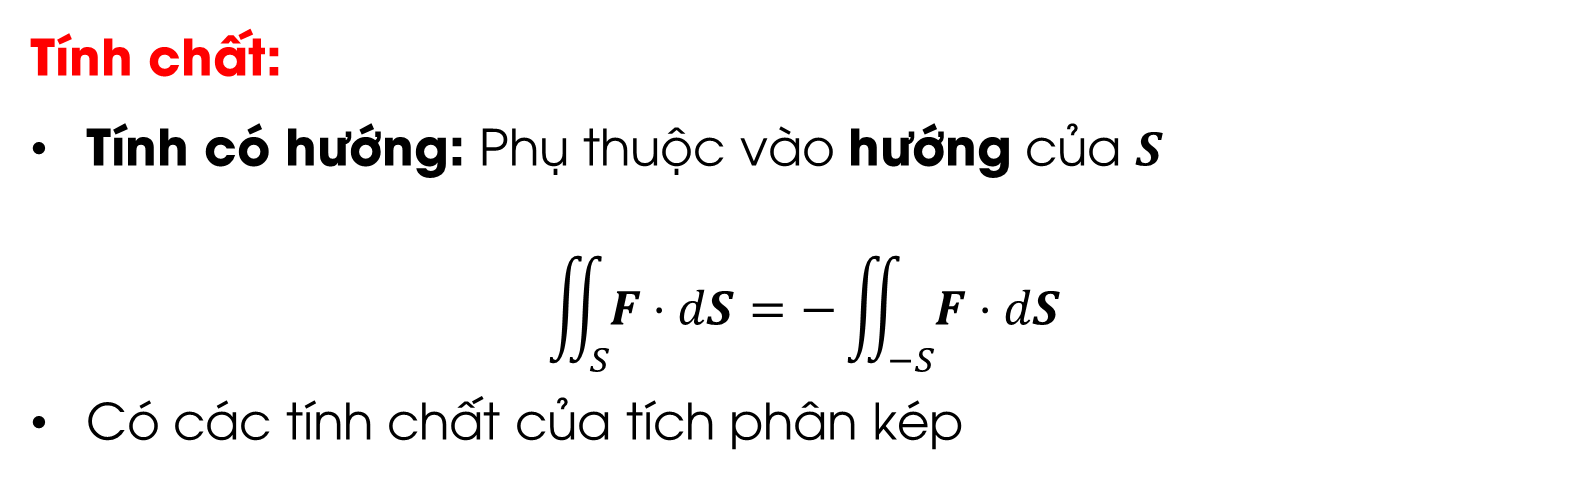 Tính chất:
• Tính có hướng: Phụ thuộc vào hướng của S
∬_S F · dS = − ∬_{−S} F · dS
• Có các tính chất của tích phân kép